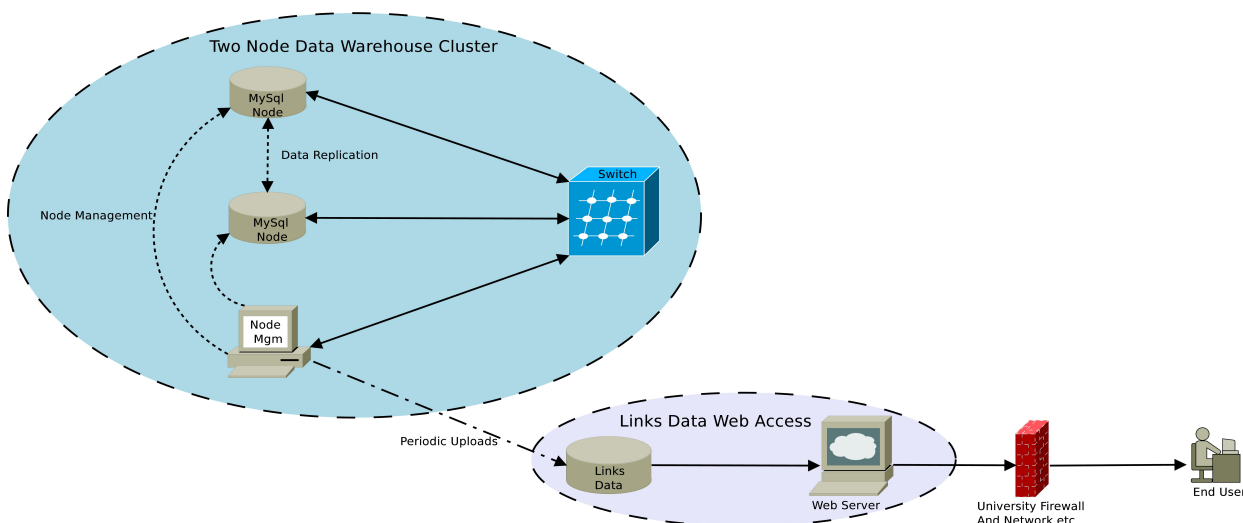 Two Node Data Warehouse Cluster
MySql
Node
Data Replication
Switch
Node Management
MySql
Node
Node
Mgm
Periodic Uploads
Links Data Web Access
Links
Data
Web Server
University Firewall
And Network etc
End User